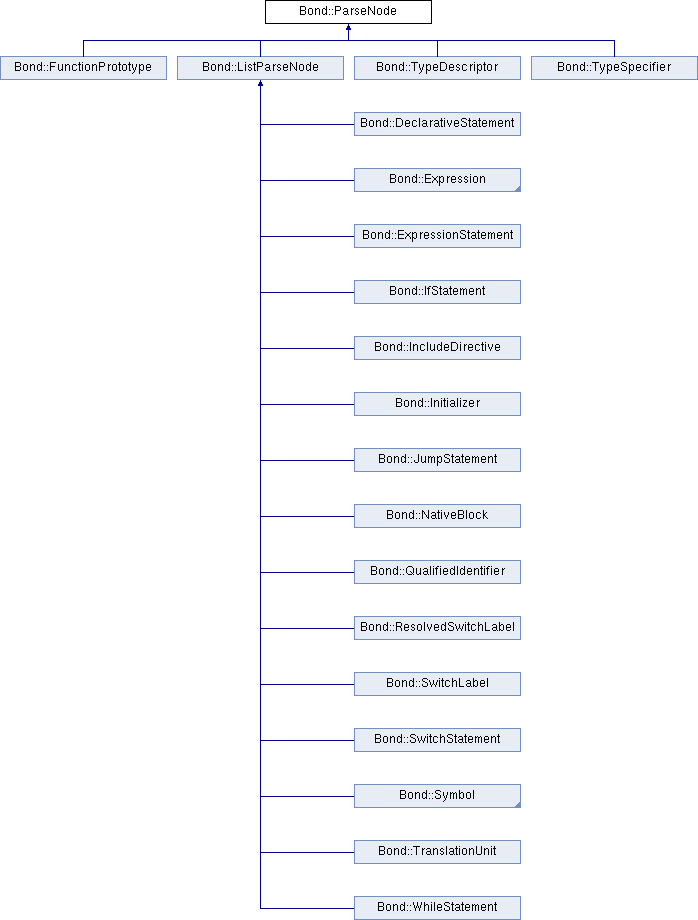 Bond::ParseNode
Bond::FunctionPrototype
Bond::ListParseNode
Bond::TypeDescriptor
Bond::TypeSpecifier
Bond::DeclarativeStatement
Bond::Expression
Bond::ExpressionStatement
Bond::IfStatement
Bond::IncludeDirective
Bond::Initializer
Bond::JumpStatement
Bond::NativeBlock
Bond::QualifiedIdentifier
Bond::ResolvedSwitchLabel
Bond::SwitchLabel
Bond::SwitchStatement
Bond::Symbol
Bond::TranslationUnit
Bond::WhileStatement